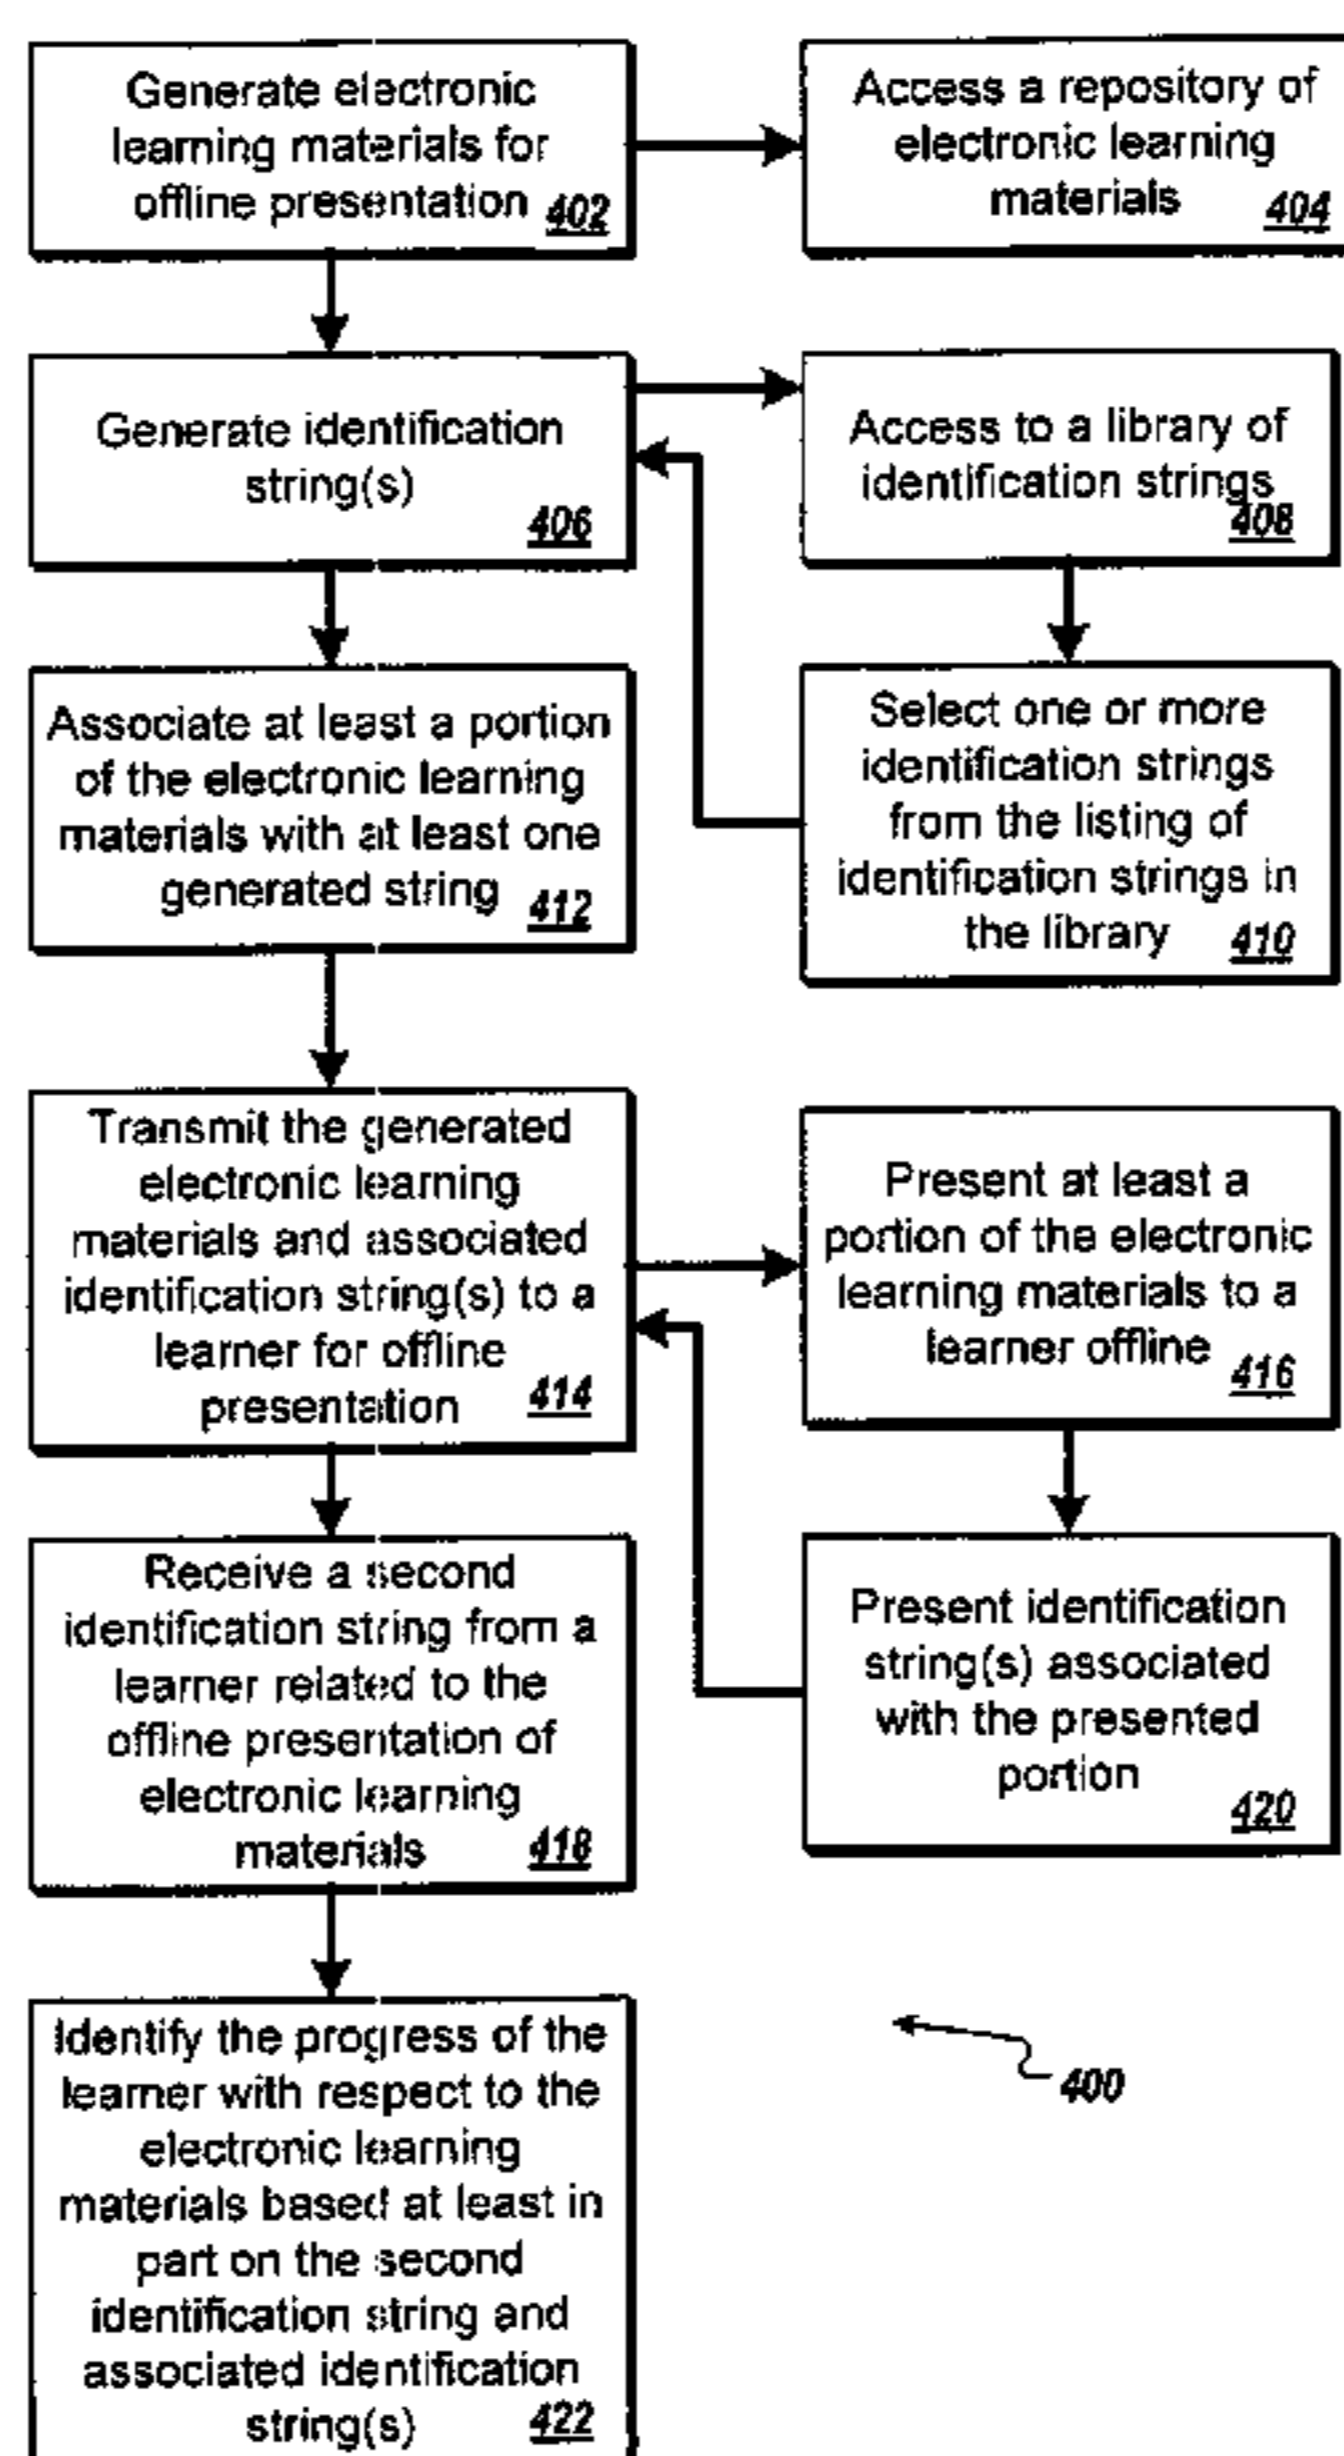 Generate electronic
learning materials for
offline presentation 402
Access a repository of
electronic learning
materials 404
Generate identification
string(s)
406
Access to a library of
identification strings
408
Associate at least a portion
of the electronic learning
materials with at least one
generated string 412
Select one or more
identification strings
from the listing of
identification strings in
the library 410
Transmit the generated
electronic learning
materials and associated
identification string(s) to a
learner for offline
presentation 414
Present at least a
portion of the electronic
learning materials to a
learner offline 416
Receive a second
identification string from a
learner related to the
offline presentation of
electronic learning
materials 418
Present identification
string(s) associated
with the presented
portion
420
Identify the progress of the
learner with respect to the
electronic learning
materials based at least in
part on the second
identification string and
associated identification
string(s) 422
400